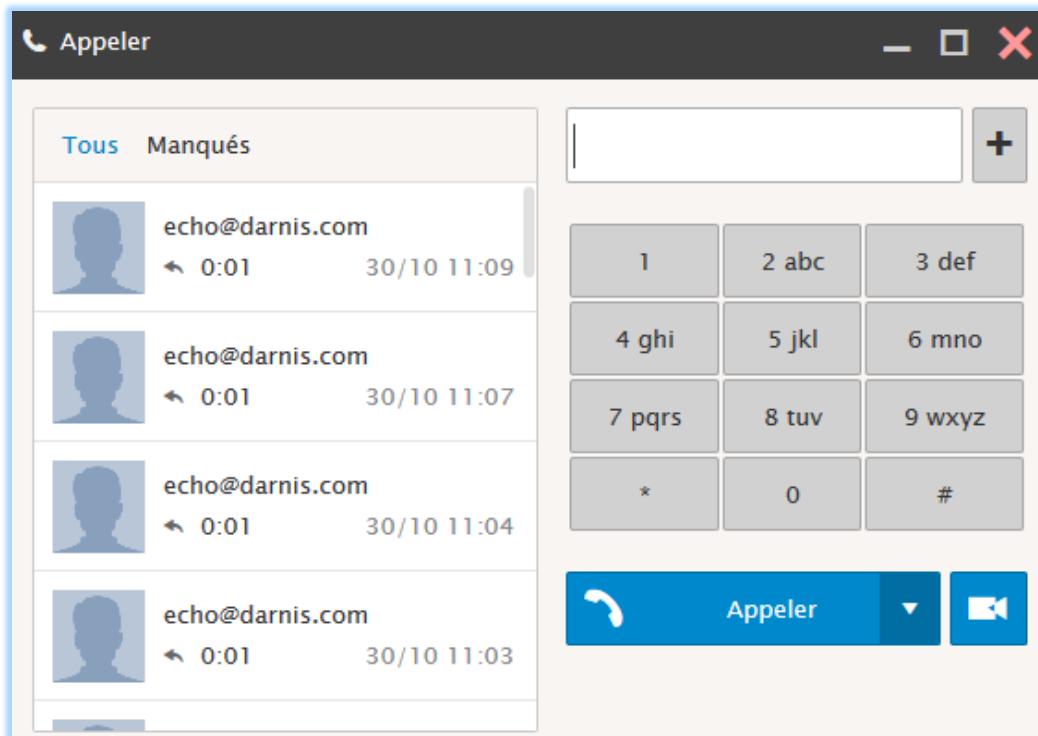 Appeler
Tous Manqués
echo@darnis.com
0:01 30/10 11:09
echo@darnis.com
0:01 30/10 11:07
echo@darnis.com
0:01 30/10 11:04
echo@darnis.com
0:01 30/10 11:03
+
1 2 abc 3 def
4 ghi 5 jkl 6 mno
7 pqrs 8 tuv 9 wxyz
* 0 #
Appeler